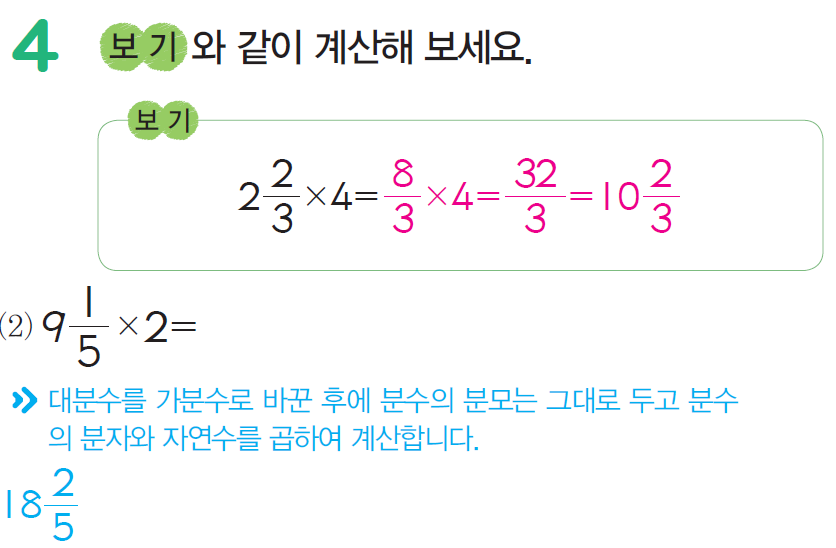 4 보기 와 같이 계산해 보세요.
보기
2 2/3 ×4= 8/3 ×4= 32/3 =10 2/3
(2) 9 1/5 ×2=
» 대분수를 가분수로 바꾼 후에 분수의 분모는 그대로 두고 분수
의 분자와 자연수를 곱하여 계산합니다.
18 2/5